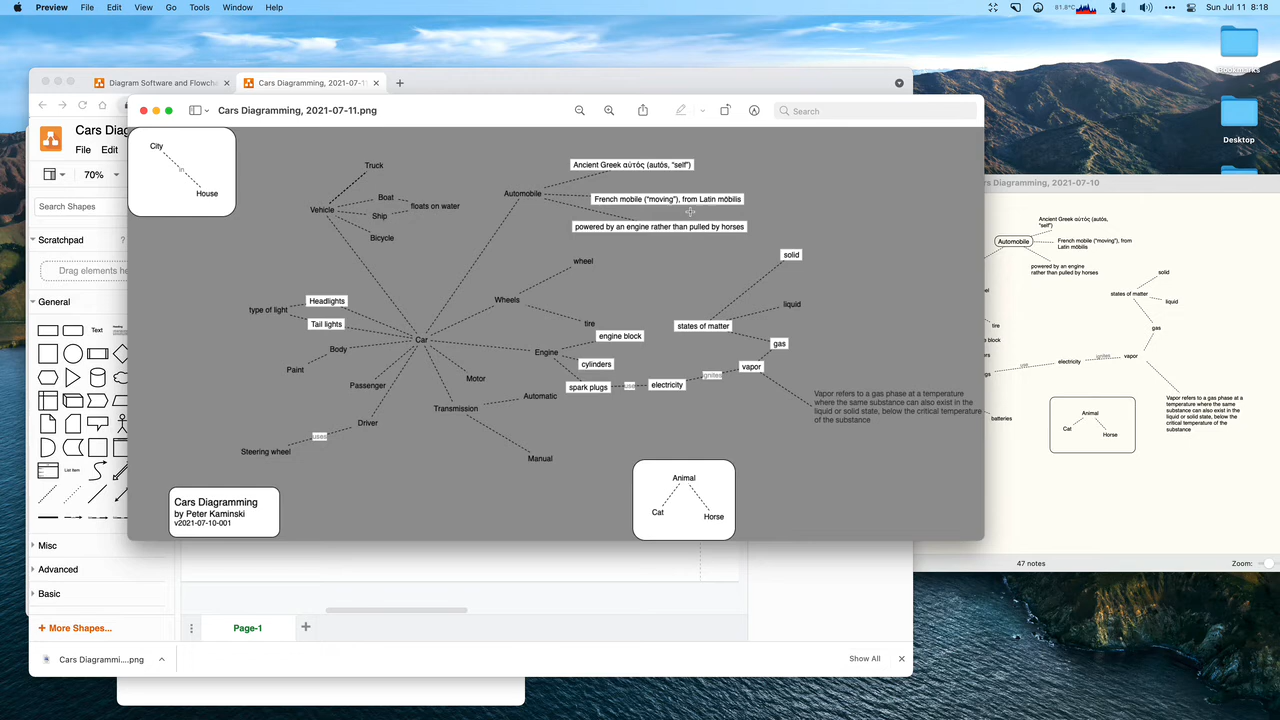 Preview File Edit View Go Tools Window Help
81.8°C
Sun Jul 11 8:18
Bookmarks
Desktop
Diagram Software and Flowcha
Cars Diagramming, 2021-07-1
Cars Diagramming, 2021-07-11.png
Search
Cars Diag
File Edit
70%
Search Shapes
Scratchpad
?
Drag elements he
General
Text
Heading
List Item
Misc
Advanced
Basic
+ More Shapes...
City
in
House
Truck
Vehicle
Boat
Ship
floats on water
Bicycle
Automobile
Ancient Greek αὐτός (autós, “self”)
French mobile (“moving”), from Latin mōbilis
powered by an engine rather than pulled by horses
wheel
Wheels
tire
type of light
Headlights
Tail lights
Car
Body
Paint
Passenger
Driver
uses
Steering wheel
Motor
Transmission
Automatic
Manual
Engine
engine block
cylinders
spark plugs
use
electricity
ignites
vapor
gas
states of matter
solid
liquid
Vapor refers to a gas phase at a temperature
where the same substance can also exist in the
liquid or solid state, below the critical temperature
of the substance
Cars Diagramming
by Peter Kaminski
v2021-07-10-001
Animal
Cat
Horse
Page-1
Cars Diagrammi....png
Show All
rs Diagramming, 2021-07-10
Ancient Greek αὐτός (autós,
“self”)
Automobile
French mobile (“moving”), from
Latin mōbilis
powered by an engine
rather than pulled by horses
solid
states of matter
liquid
gas
tire
use
electricity
ignites
vapor
batteries
Animal
Cat
Horse
Vapor refers to a gas phase at a
temperature where the same
substance can also exist in the
liquid or solid state, below the
critical temperature of the
substance
47 notes
Zoom: